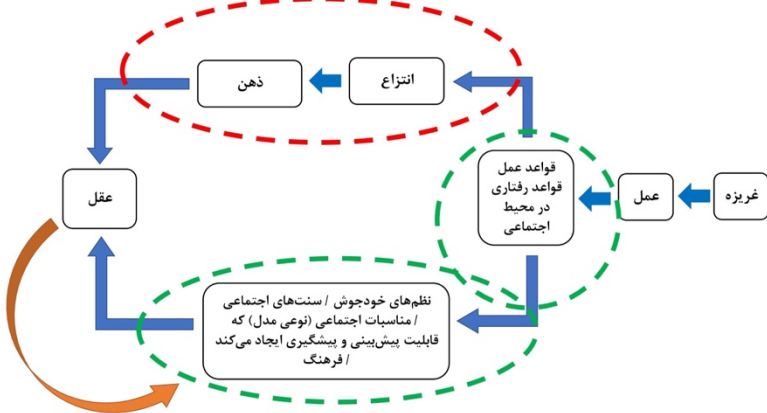 غریزه
عمل
قواعد عمل
قواعد رفتاری
در محیط
اجتماعی
انتزاع
ذهن
نظم‌های خودجوش / سنت‌های اجتماعی
/ مناسبات اجتماعی (نوعی مدل) که
قابلیت پیش‌بینی و پیشگیری ایجاد می‌کند
/ فرهنگ
عقل